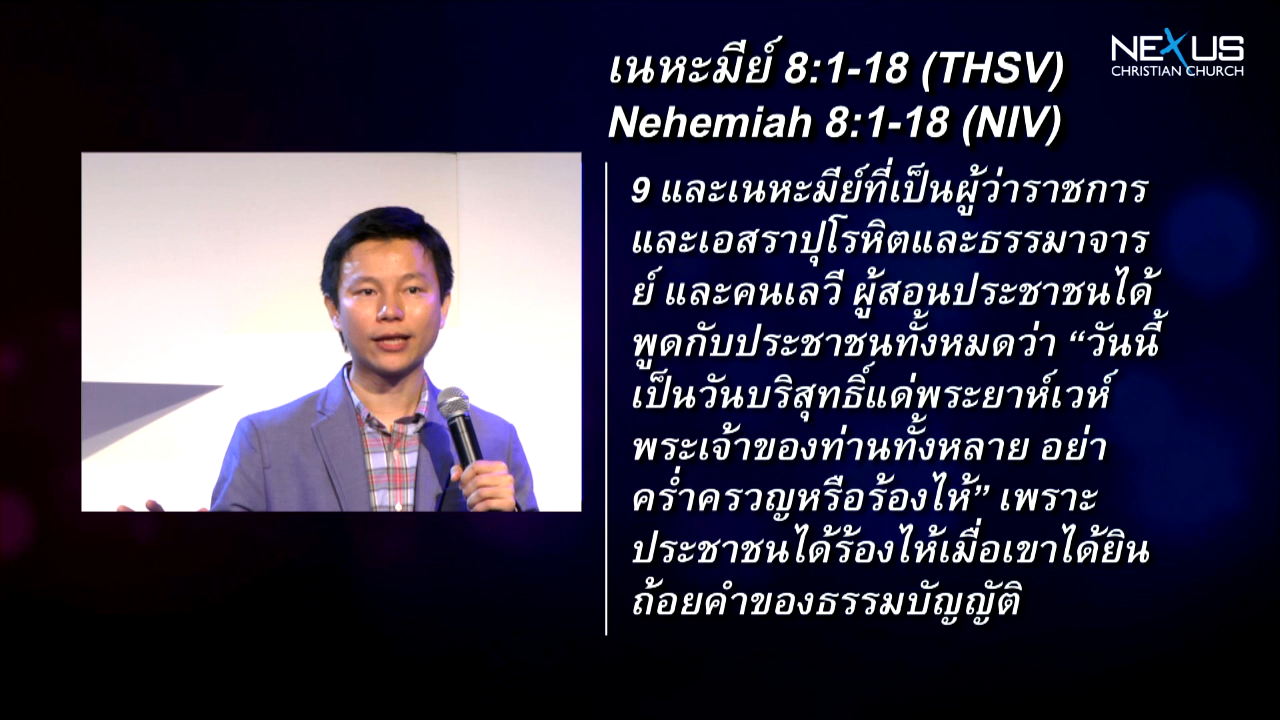 เนหะมีย์ 8:1-18 (THSV)
Nehemiah 8:1-18 (NIV)
NEXUS
CHRISTIAN CHURCH
9 และเนหะมีย์ที่เป็นผู้ว่าราชการ
และเอสราปุโรหิตและธรรมาจาร
ย์ และคนเลวี ผู้สอนประชาชนได้
พูดกับประชาชนทั้งหมดว่า “วันนี้
เป็นวันบริสุทธิ์แด่พระยาห์เวห์
พระเจ้าของท่านทั้งหลาย อย่า
คร่ำครวญหรือร้องไห้” เพราะ
ประชาชนได้ร้องไห้เมื่อเขาได้ยิน
ถ้อยคำของธรรมบัญญัติ